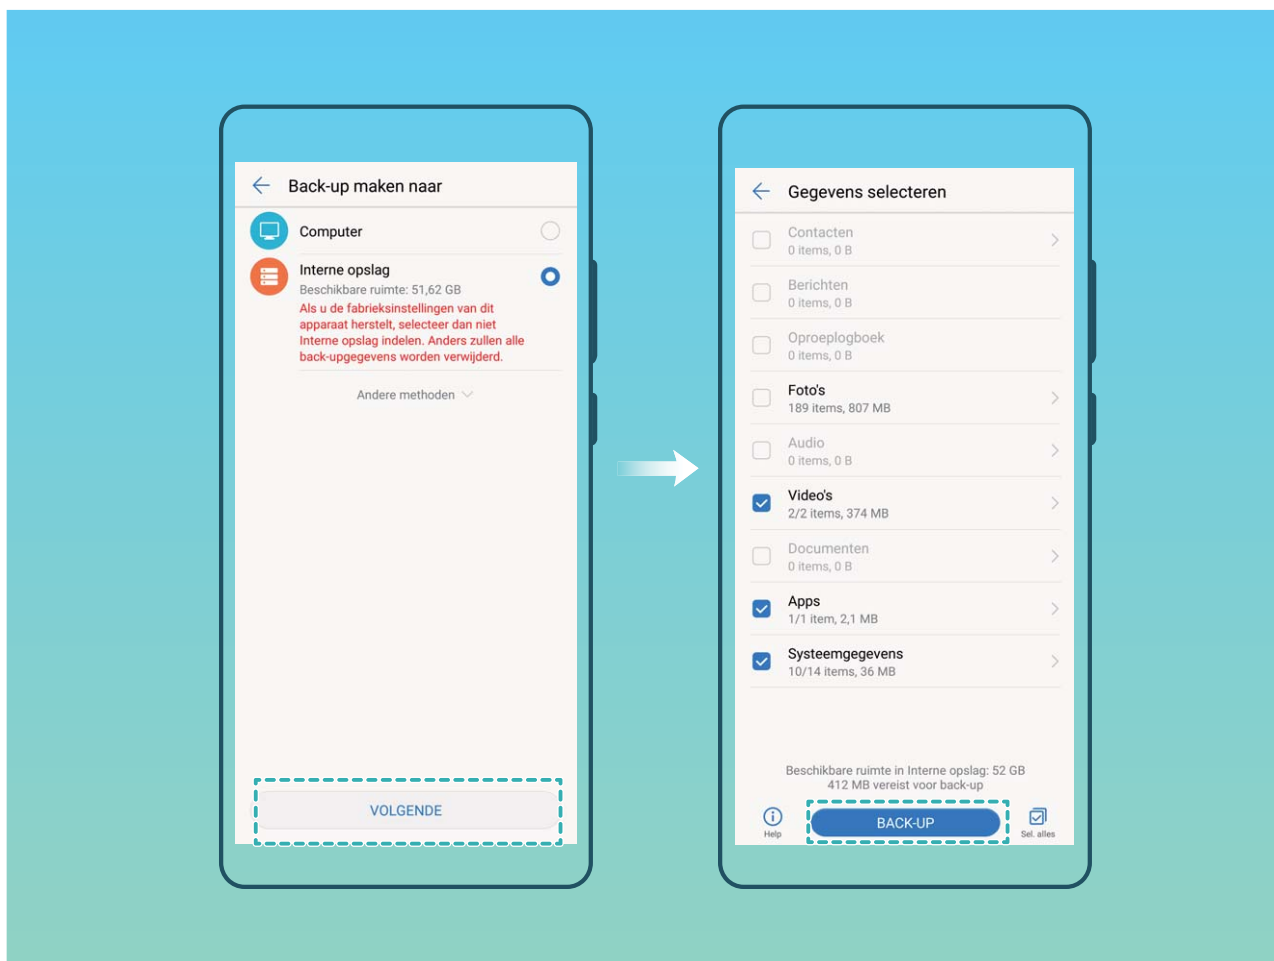 Back-up maken naar
Computer
Interne opslag
Beschikbare ruimte: 51,62 GB
Als u de fabrieksinstellingen van dit
apparaat herstelt, selecteer dan niet
Interne opslag indelen. Anders zullen alle
back-upgegevens worden verwijderd.
Andere methoden
VOLGENDE
Gegevens selecteren
Contacten
0 items, 0 B
Berichten
0 items, 0 B
Oproeplogboek
0 items, 0 B
Foto's
189 items, 807 MB
Audio
0 items, 0 B
Video's
2/2 items, 374 MB
Documenten
0 items, 0 B
Apps
1/1 item, 2,1 MB
Systeemgegevens
10/14 items, 36 MB
Beschikbare ruimte in Interne opslag: 52 GB
412 MB vereist voor back-up
Help
BACK-UP
Sel. alles